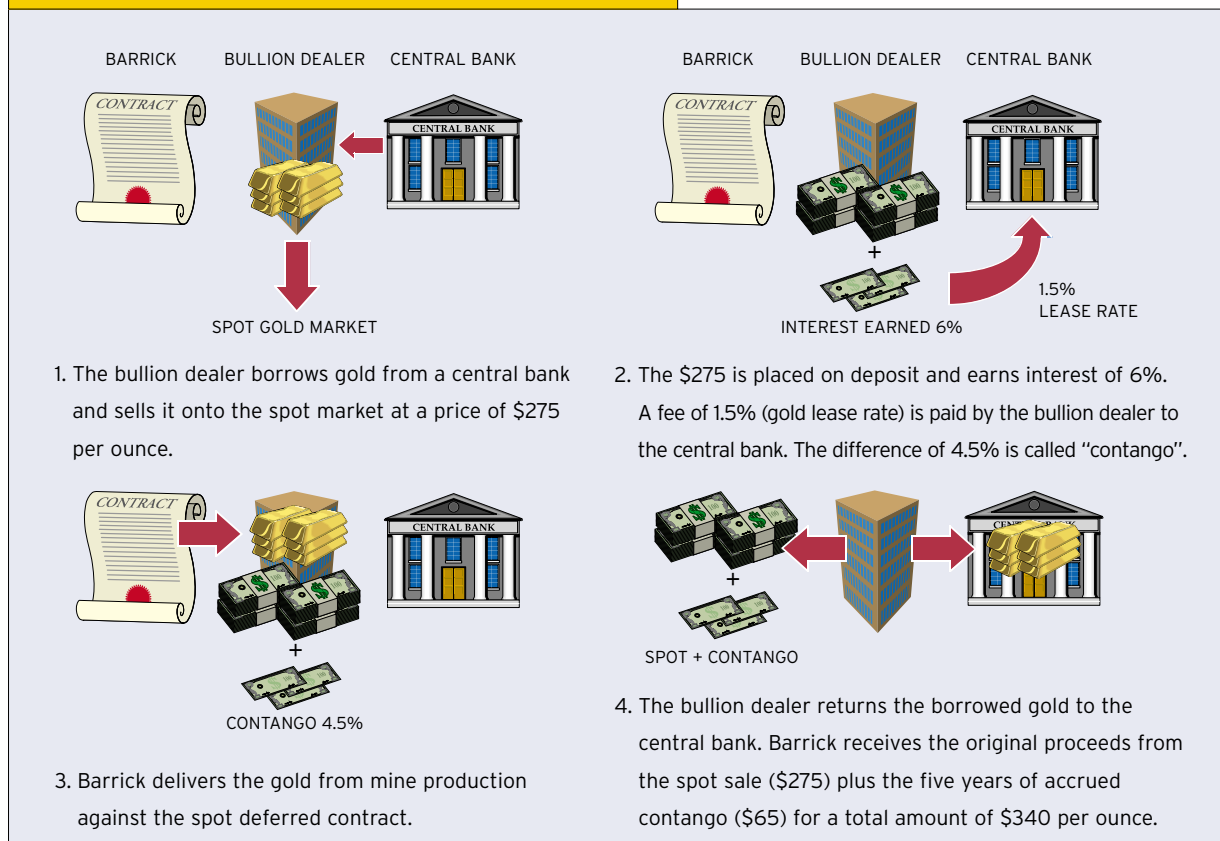 BARRICK BULLION DEALER CENTRAL BANK
CONTRACT
CENTRAL BANK
SPOT GOLD MARKET
1. The bullion dealer borrows gold from a central bank
and sells it onto the spot market at a price of $275
per ounce.
BARRICK BULLION DEALER CENTRAL BANK
CONTRACT
CENTRAL BANK
$ $
+
100
INTEREST EARNED 6%
1.5%
LEASE RATE
2. The $275 is placed on deposit and earns interest of 6%.
A fee of 1.5% (gold lease rate) is paid by the bullion dealer to
the central bank. The difference of 4.5% is called “contango”.
CONTRACT
CENTRAL BANK
$ $
+
100
CONTANGO 4.5%
3. Barrick delivers the gold from mine production
against the spot deferred contract.
$ $
+
100
SPOT + CONTANGO
4. The bullion dealer returns the borrowed gold to the
central bank. Barrick receives the original proceeds from
the spot sale ($275) plus the five years of accrued
contango ($65) for a total amount of $340 per ounce.